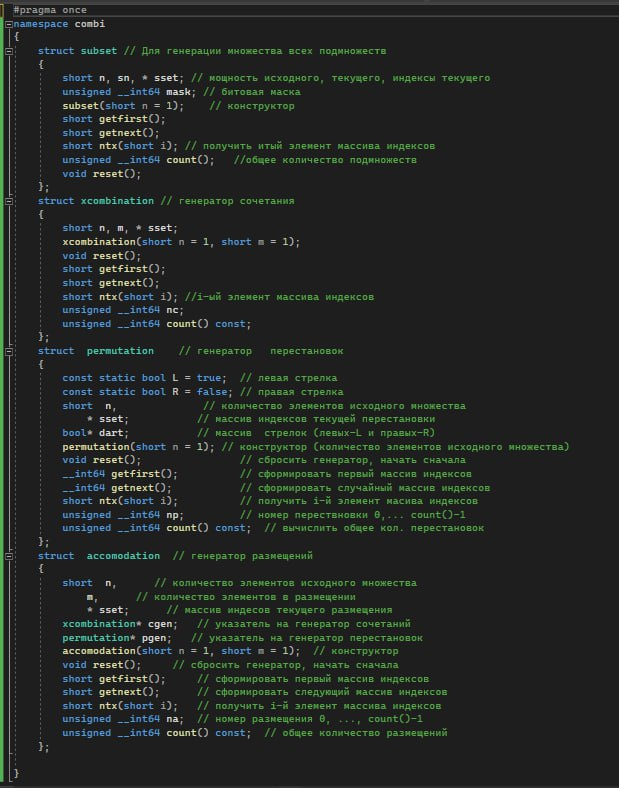 #pragma once
namespace combi
{
struct subset // Для генерации множества всех подмножеств
{
short n, sn, * sset; // мощность исходного, текущего, индексы текущего
unsigned __int64 mask; // битовая маска
subset(short n = 1); // конструктор
short getfirst();
short getnext();
short ntx(short i); // получить итый элемент массива индексов
unsigned __int64 count(); //общее количество подмножеств
void reset();
};
struct xcombination // генератор сочетания
{
short n, m, * sset;
xcombination(short n = 1, short m = 1);
void reset();
short getfirst();
short getnext();
short ntx(short i); //i-ый элемент массива индексов
unsigned __int64 nc;
unsigned __int64 count() const;
};
struct permutation // генератор перестановок
{
const static bool L = true; // левая стрелка
const static bool R = false; // правая стрелка
short n, // количество элементов исходного множества
* sset; // массив индексов текущей перестановки
bool* dart; // массив стрелок (левых-L и правых-R)
permutation(short n = 1); // конструктор (количество элементов исходного множества)
void reset(); // сбросить генератор, начать сначала
__int64 getfirst(); // сформировать первый массив индексов
__int64 getnext(); // сформировать случайный массив индексов
short ntx(short i); // получить i-й элемент масива индексов
unsigned __int64 np; // номер перествновки 0,... count()-1
unsigned __int64 count() const; // вычислить общее кол. перестановок
};
struct accomodation // генератор размещений
{
short n, // количество элементов исходного множества
m, // количество элементов в размещении
* sset; // массив индесов текущего размещения
xcombination* cgen; // указатель на генератор сочетаний
permutation* pgen; // указатель на генератор перестановок
accomodation(short n = 1, short m = 1); // конструктор
void reset(); // сбросить генератор, начать сначала
short getfirst(); // сформировать первый массив индексов
short getnext(); // сформировать следующий массив индексов
short ntx(short i); // получить i-й элемент массива индексов
unsigned __int64 na; // номер размещения 0, ..., count()-1
unsigned __int64 count() const; // общее количество размещений
};
}